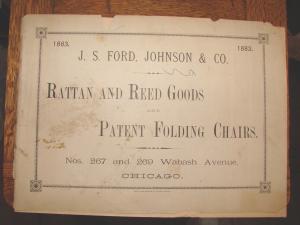 1883. 1883.
J. S. FORD, JOHNSON & CO.
RATTAN AND REED GOODS
AND
PATENT FOLDING CHAIRS.
Nos. 267 and 269 Wabash Avenue,
CHICAGO.